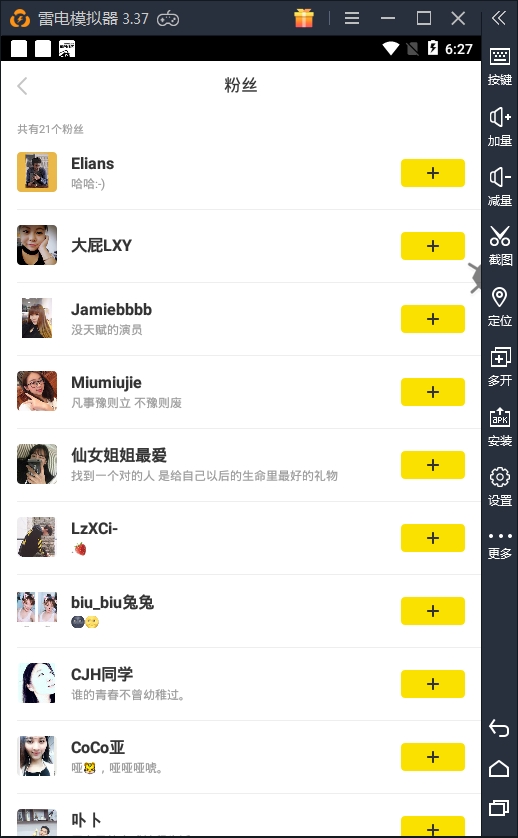 雷电模拟器 3.37
6:27
粉丝
共有21个粉丝
Elians
哈哈:-)
大屁LXY
Jamiebbbb
没天赋的演员
Miumiujie
凡事豫则立 不豫则废
仙女姐姐最爱
找到一个对的人 是给自己以后的生命里最好的礼物
LzXCi-
.🍓
biu_biu兔兔
🌚🌝
CJH同学
谁的青春不曾幼稚过。
CoCo亚
哑🐯，哑哑哑唬。
卟卜
按键
加量
减量
截图
定位
多开
APK
安装
设置
更多